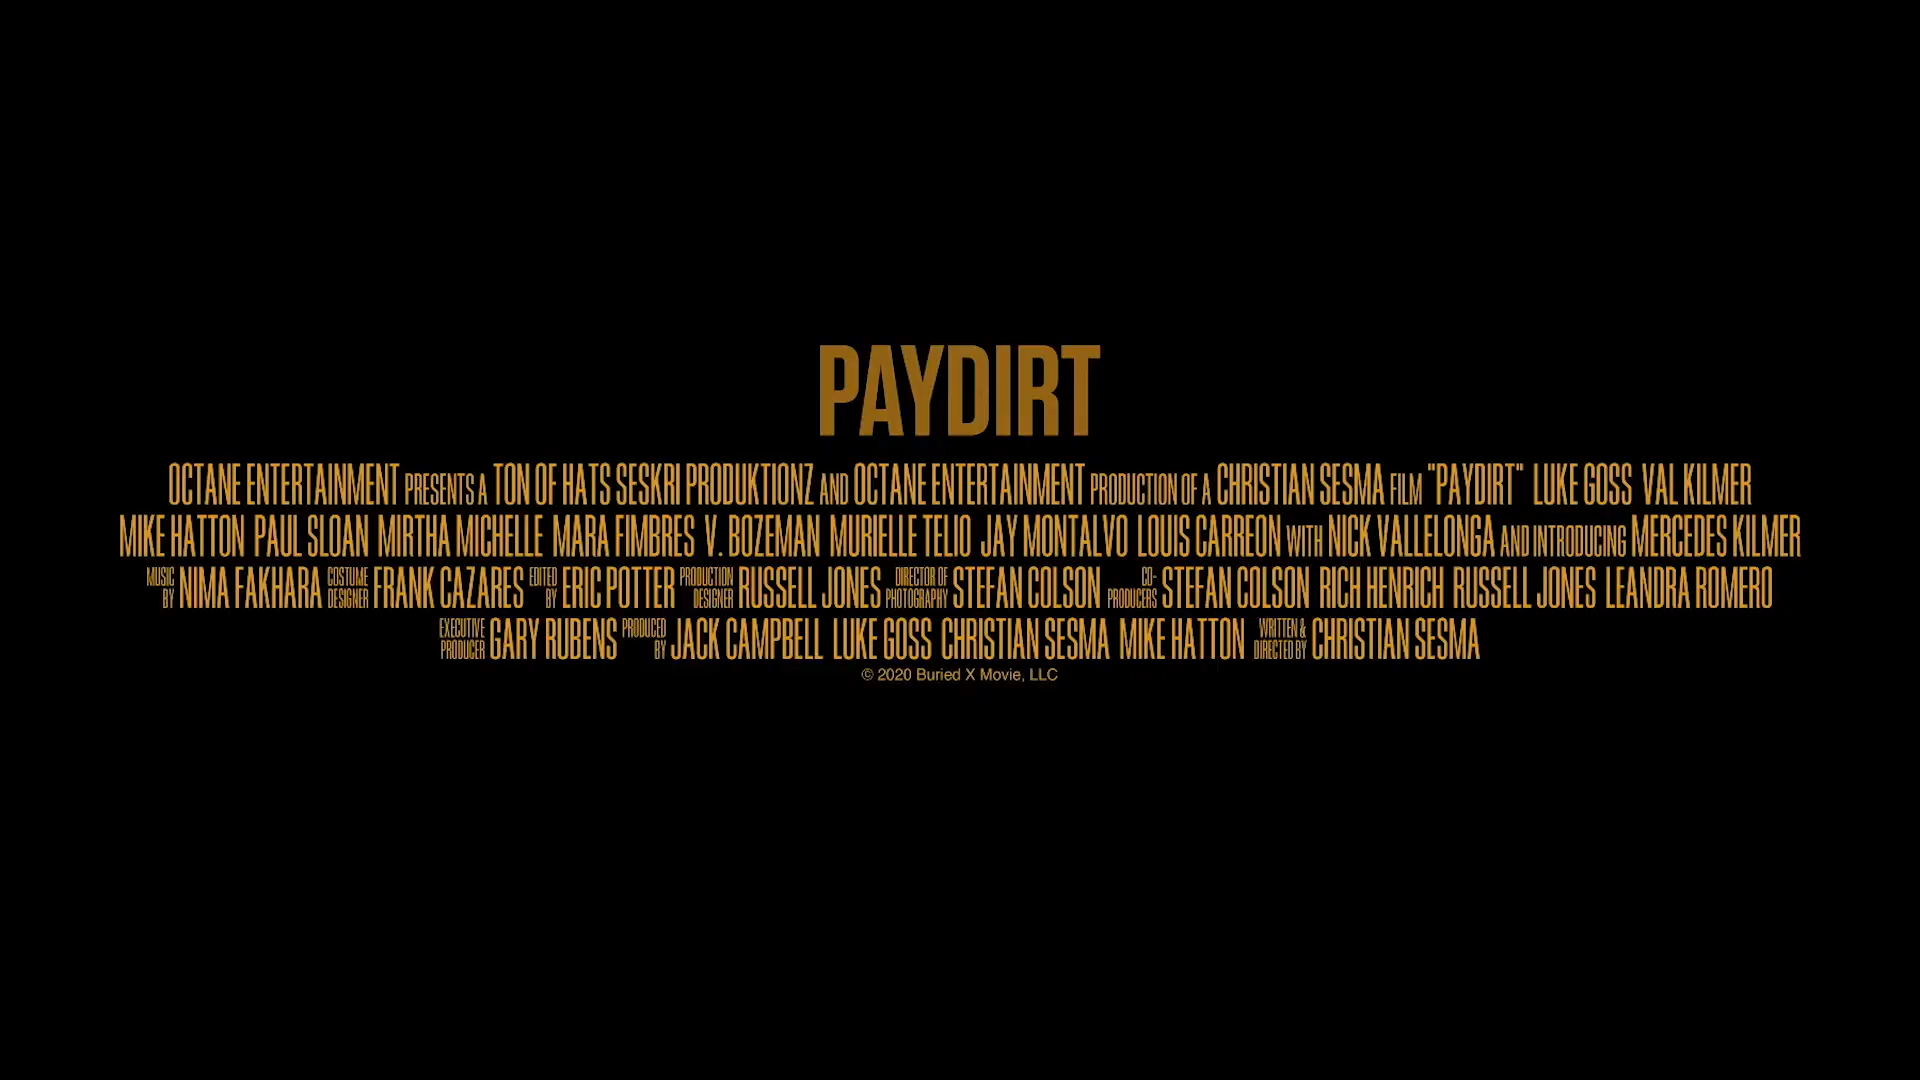 PAYDIRT
OCTANE ENTERTAINMENT PRESENTS A TON OF HATS SESKRI PRODUKTIONZ AND OCTANE ENTERTAINMENT PRODUCTION OF A CHRISTIAN SESMA FILM "PAYDIRT" LUKE GOSS VAL KILMER
MIKE HATTON PAUL SLOAN MIRTHA MICHELLE MARA FIMBRES V. BOZEMAN MURIELLE TELIO JAY MONTALVO LOUIS CARREON WITH NICK VALLELONGA AND INTRODUCING MERCEDES KILMER
MUSIC BY NIMA FAKHARA COSTUME DESIGNER FRANK CAZARES EDITED BY ERIC POTTER PRODUCTION DESIGNER RUSSELL JONES DIRECTOR OF PHOTOGRAPHY STEFAN COLSON CO-PRODUCERS STEFAN COLSON RICH HENRICH RUSSELL JONES LEANDRA ROMERO
EXECUTIVE PRODUCER GARY RUBENS PRODUCED BY JACK CAMPBELL LUKE GOSS CHRISTIAN SESMA MIKE HATTON WRITTEN & DIRECTED BY CHRISTIAN SESMA
© 2020 Buried X Movie, LLC